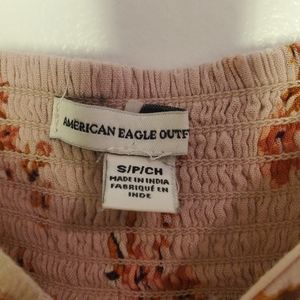 AMERICAN EAGLE OUTF
S/P/CH
MADE IN INDIA
FABRIQUÉ EN
INDE